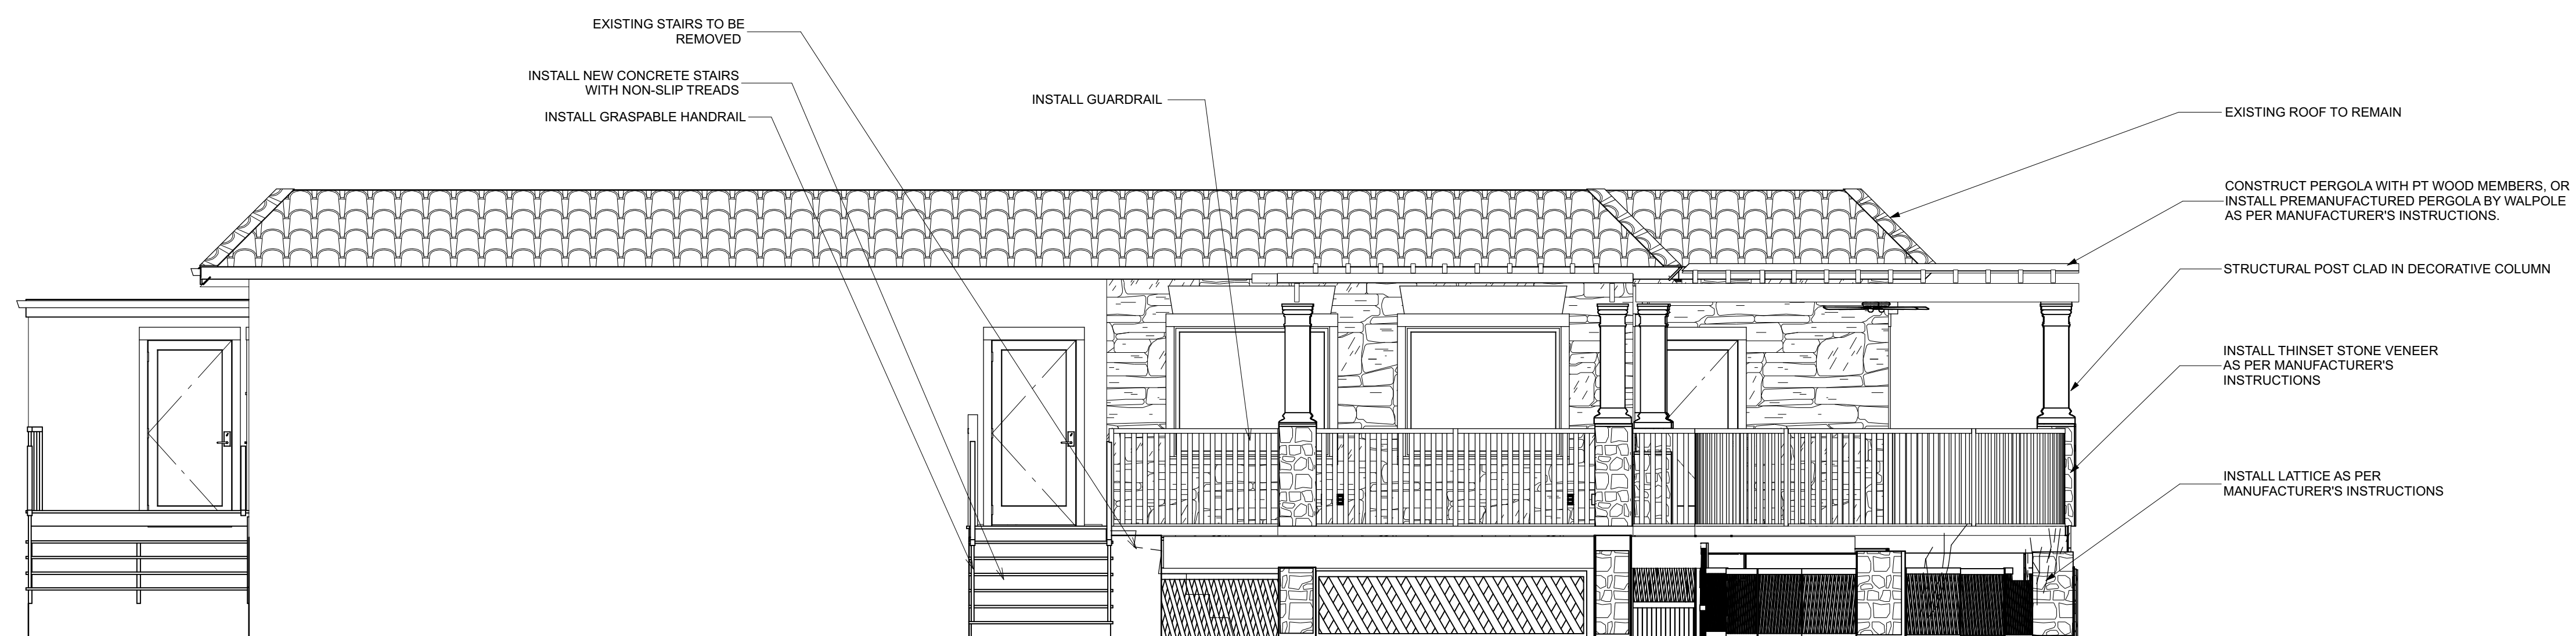 EXISTING STAIRS TO BE
REMOVED
INSTALL NEW CONCRETE STAIRS
WITH NON-SLIP TREADS
INSTALL GRASPABLE HANDRAIL
INSTALL GUARDRAIL
EXISTING ROOF TO REMAIN
CONSTRUCT PERGOLA WITH PT WOOD MEMBERS, OR
INSTALL PREMANUFACTURED PERGOLA BY WALPOLE
AS PER MANUFACTURER'S INSTRUCTIONS.
STRUCTURAL POST CLAD IN DECORATIVE COLUMN
INSTALL THINSET STONE VENEER
AS PER MANUFACTURER'S
INSTRUCTIONS
INSTALL LATTICE AS PER
MANUFACTURER'S INSTRUCTIONS